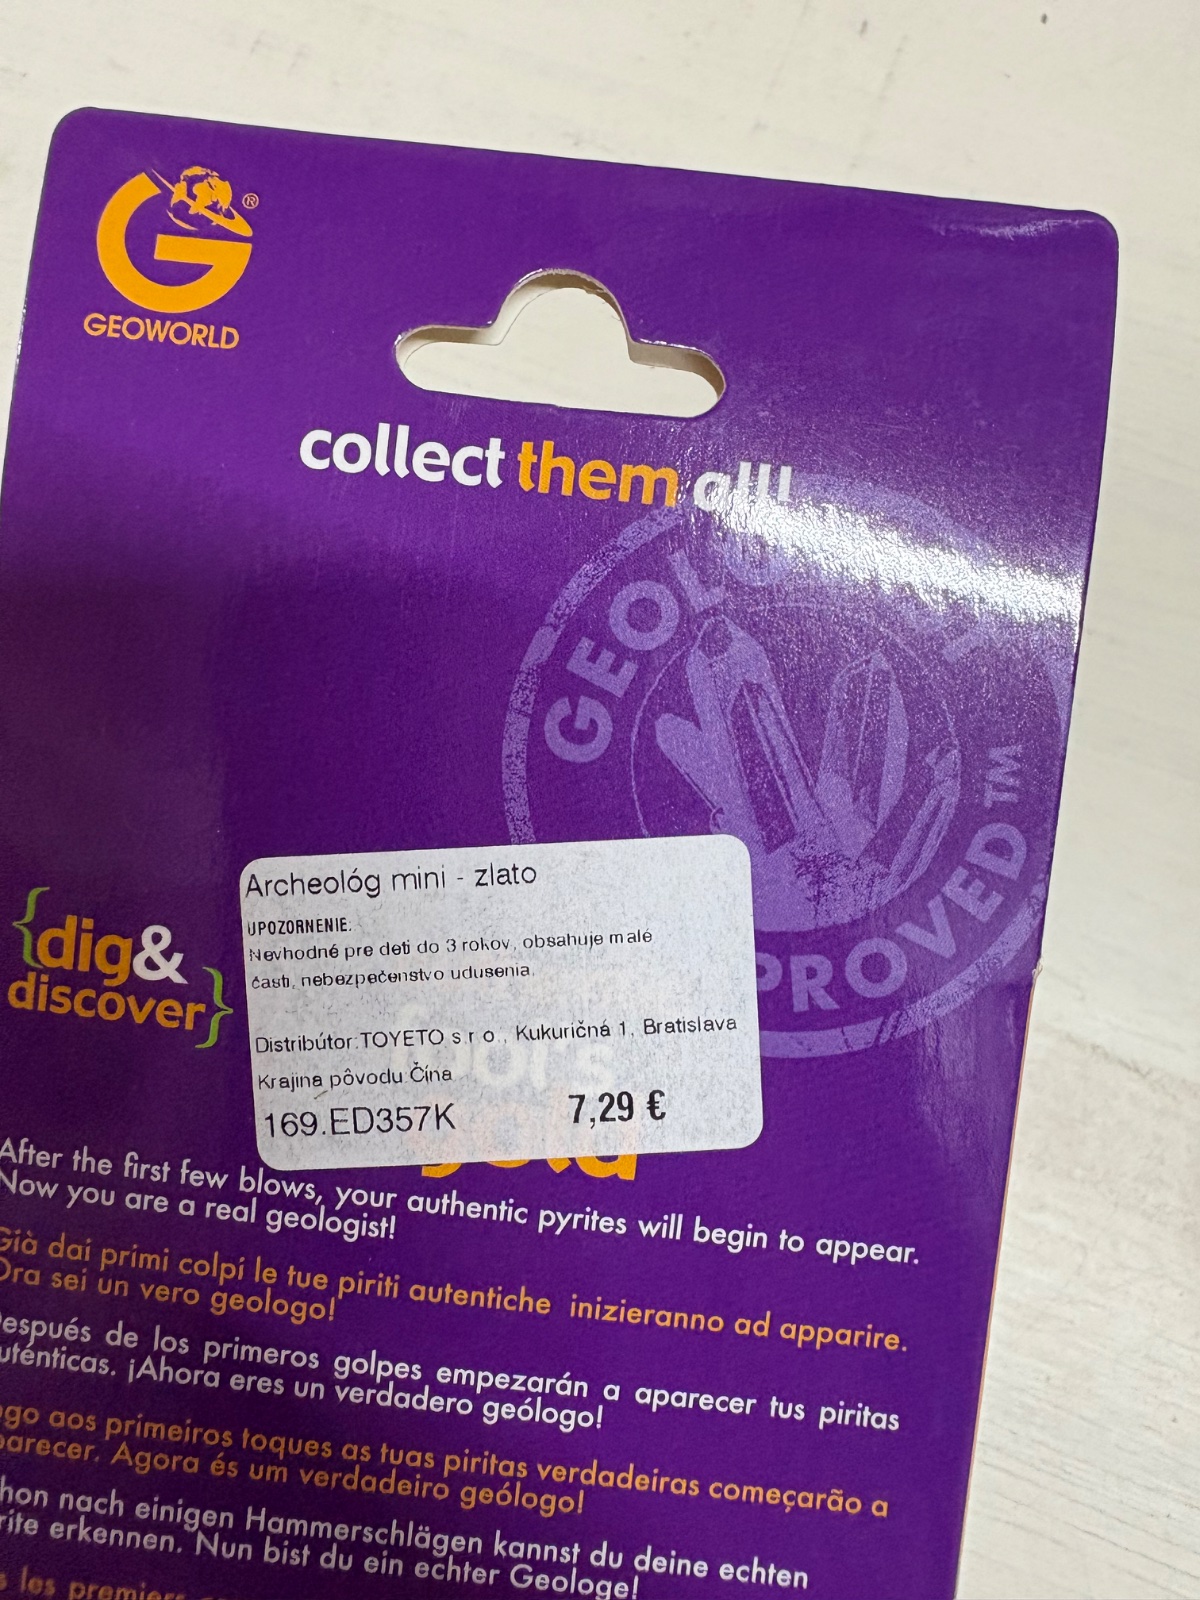 GEOWORLD
collect them all!
GEOLOGIST
APPROVED™
{dig&
discover}
Archeológ mini - zlato
UPOZORNENIE:
Nevhodné pre deti do 3 rokov, obsahuje malé
časti, nebezpečenstvo udusenia.
Distribútor:TOYETO s.r.o., Kukuričná 1, Bratislava
Krajina pôvodu:Čína
169.ED357K 7,29 €
gold
After the first few blows, your authentic pyrites will begin to appear.
Now you are a real geologist!
Già dai primi colpi le tue piriti autentiche inizieranno ad apparire.
Ora sei un vero geologo!
Después de los primeros golpes empezarán a aparecer tus piritas
auténticas. ¡Ahora eres un verdadero geólogo!
aos primeiros toques as tuas piritas verdadeiras começarão a
aparecer. Agora és um verdadeiro geólogo!
nach einigen Hammerschlägen kannst du deine echten
erkennen. Nun bist du ein echter Geologe!
les premiers